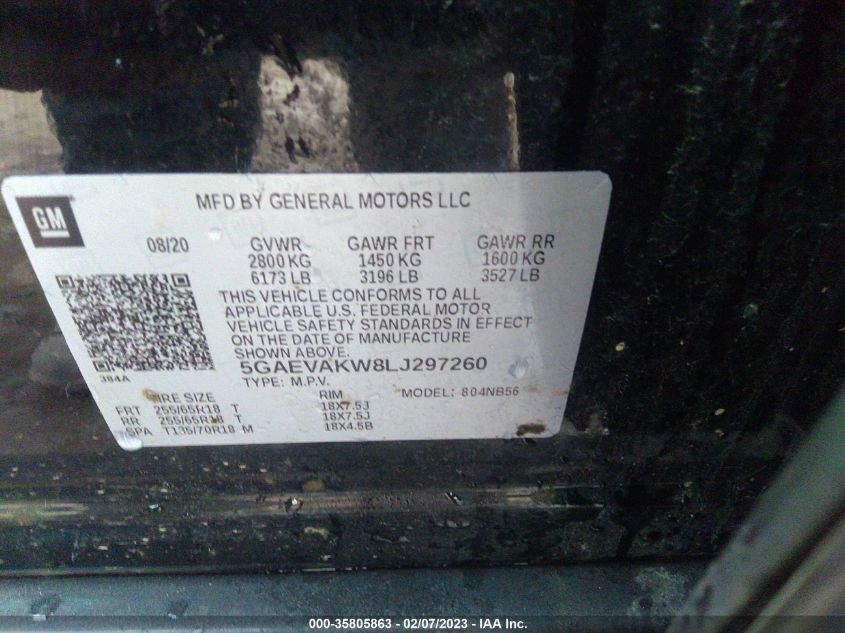 GM
MFD BY GENERAL MOTORS LLC
08/20 GVWR GAWR FRT GAWR RR
2800 KG 1450 KG 1600 KG
6173 LB 3196 LB 3527 LB
THIS VEHICLE CONFORMS TO ALL
APPLICABLE U.S. FEDERAL MOTOR
VEHICLE SAFETY STANDARDS IN EFFECT
ON THE DATE OF MANUFACTURE
SHOWN ABOVE.
384A
5GAEVAKW8LJ297260
TYPE: M.P.V. MODEL: 804NB56
TIRE SIZE RIM
FRT 255/65R18 T 18X7.5J
RR 255/65R18 T 18X7.5J
SPA T135/70R18 M 18X4.5B
000-35805863 - 02/07/2023 - IAA Inc.